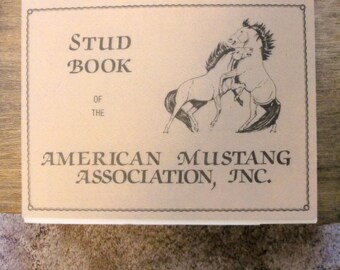 STUD
BOOK
OF
THE
AMERICAN MUSTANG
ASSOCIATION, INC.